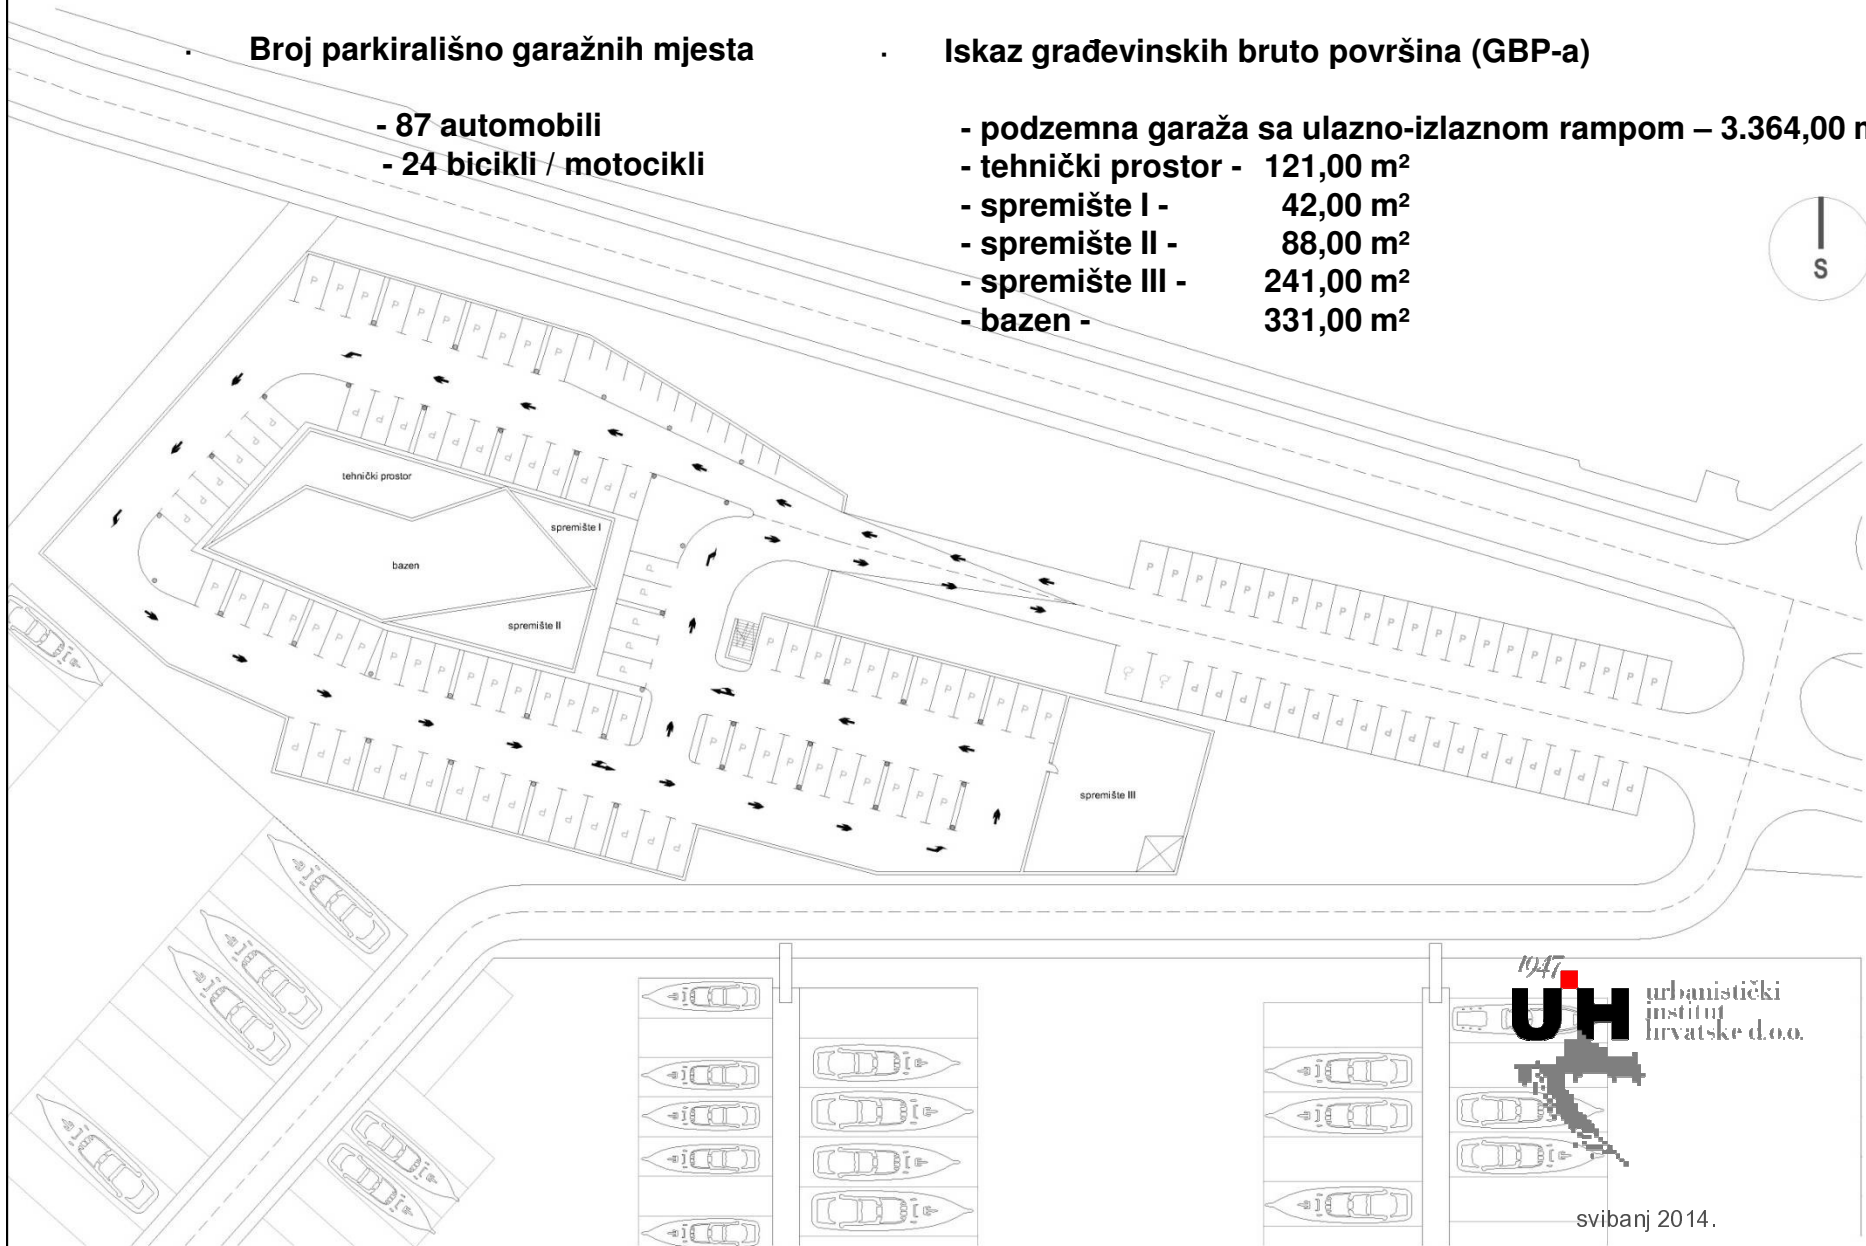 Broj parkirališno garažnih mjesta
- 87 automobili
- 24 bicikli / motocikli
Iskaz građevinskih bruto površina (GBP-a)
- podzemna garaža sa ulazno-izlaznom rampom – 3.364,00 m
- tehnički prostor - 121,00 m²
- spremište I - 42,00 m²
- spremište II - 88,00 m²
- spremište III - 241,00 m²
- bazen - 331,00 m²
S
tehnički prostor
spremište I
bazen
spremište II
spremište III
1947
UIH
urbanistički
institut
hrvatske d.o.o.
svibanj 2014.